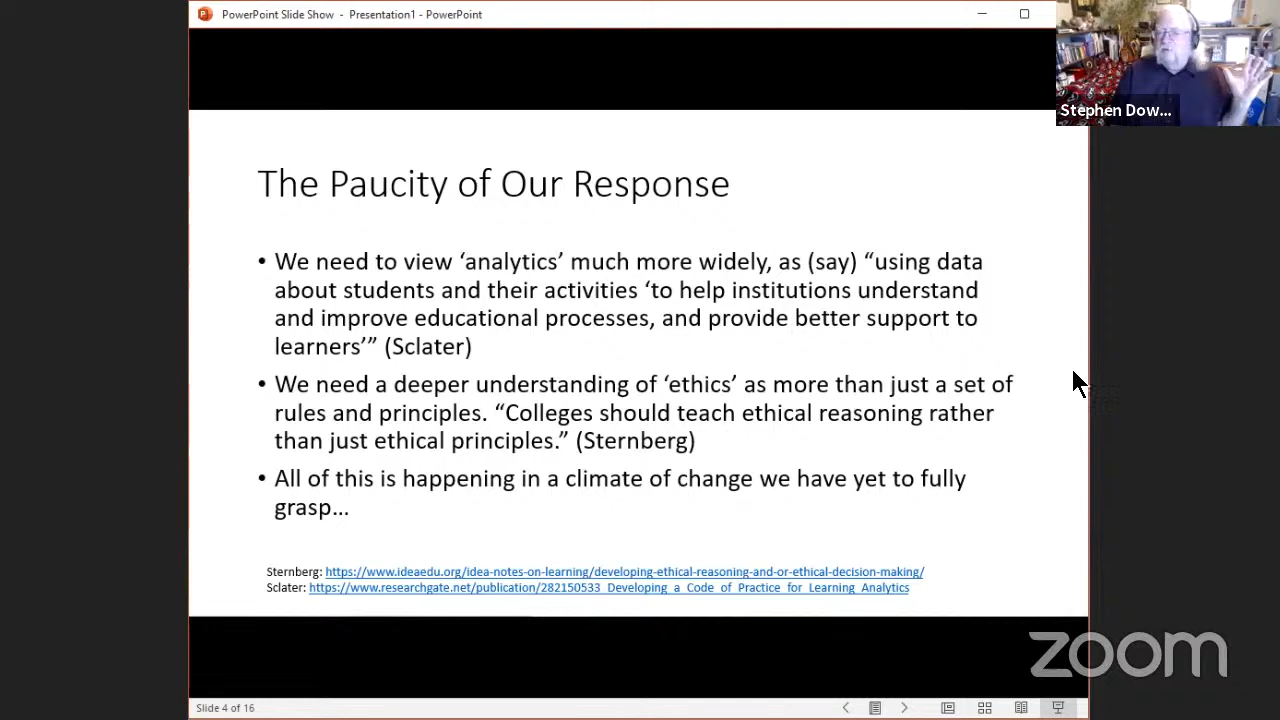 PowerPoint Slide Show - Presentation1 - PowerPoint
Stephen Dow...
The Paucity of Our Response
• We need to view ‘analytics’ much more widely, as (say) “using data
about students and their activities ‘to help institutions understand
and improve educational processes, and provide better support to
learners’” (Sclater)
• We need a deeper understanding of ‘ethics’ as more than just a set of
rules and principles. “Colleges should teach ethical reasoning rather
than just ethical principles.” (Sternberg)
• All of this is happening in a climate of change we have yet to fully
grasp…
Sternberg: https://www.ideaedu.org/idea-notes-on-learning/developing-ethical-reasoning-and-or-ethical-decision-making/
Sclater: https://www.researchgate.net/publication/282150533_Developing_a_Code_of_Practice_for_Learning_Analytics
zoom
Slide 4 of 16